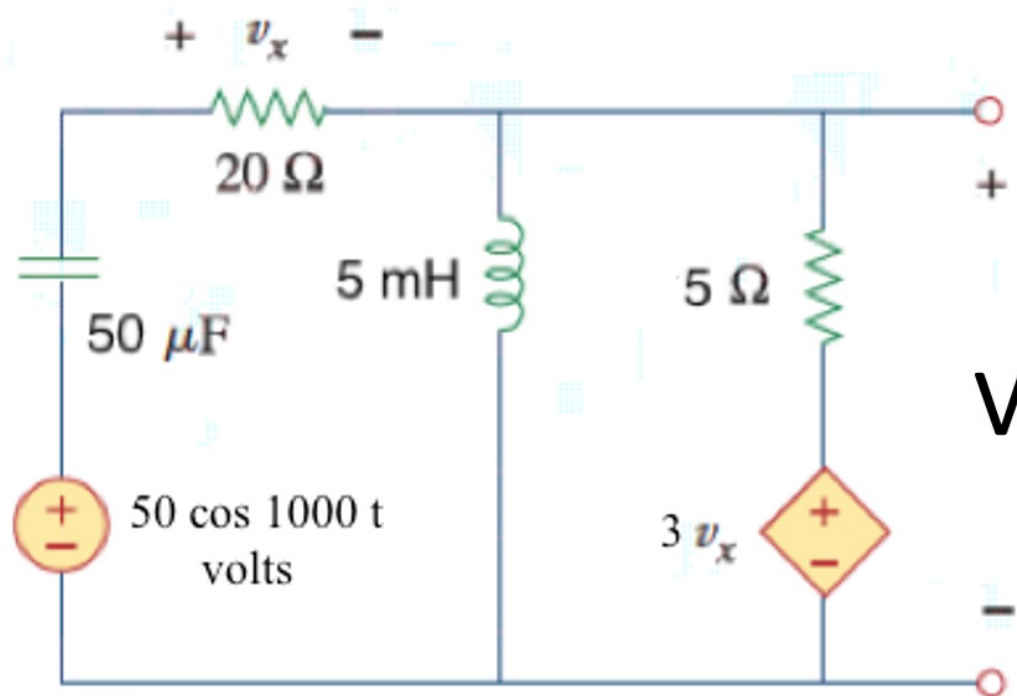 + vₓ −
20 Ω
+
5 mH
5 Ω
50 μF
V
+
50 cos 1000 t
volts
−
3 vₓ
+
−
−